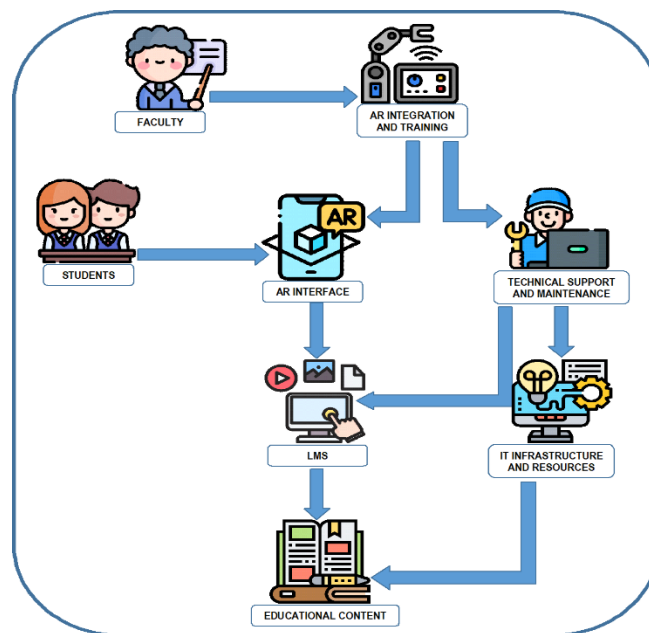 FACULTY
AR INTEGRATION
AND TRAINING
AR
STUDENTS
AR INTERFACE
TECHNICAL SUPPORT
AND MAINTENANCE
LMS
IT INFRASTRUCTURE
AND RESOURCES
EDUCATIONAL CONTENT